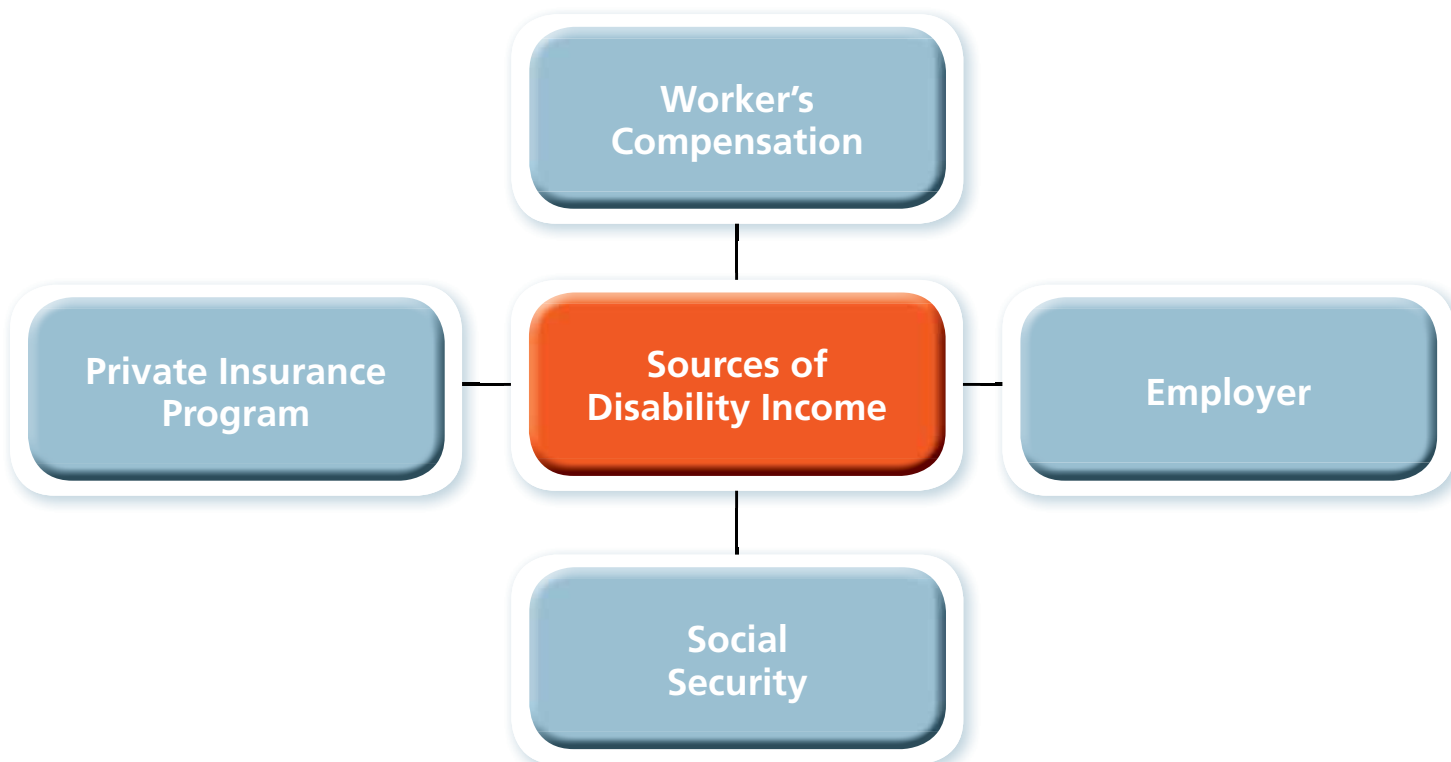 Worker’s
Compensation
Private Insurance
Program
Sources of
Disability Income
Employer
Social
Security